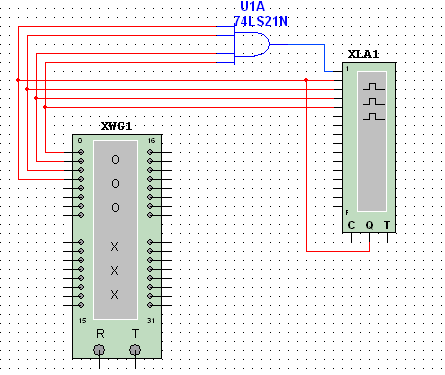 U1A
74LS21N
XLA1
1
F
C Q T
XWG1
0 16
O
O
O
X
X
X
15 31
R T